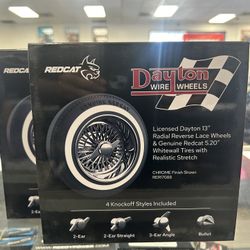 REDCAT
REDCAT
Dayton
WIRE WHEELS
Licensed Dayton 13"
Radial Reverse Lace Wheels
& Genuine Redcat 5.20"
Whitewall Tires with
Realistic Stretch
CHROME Finish Shown
4 Knockoff Styles Included
2-Ear
2-Ear Straight
3-Ear Angle
Bullet